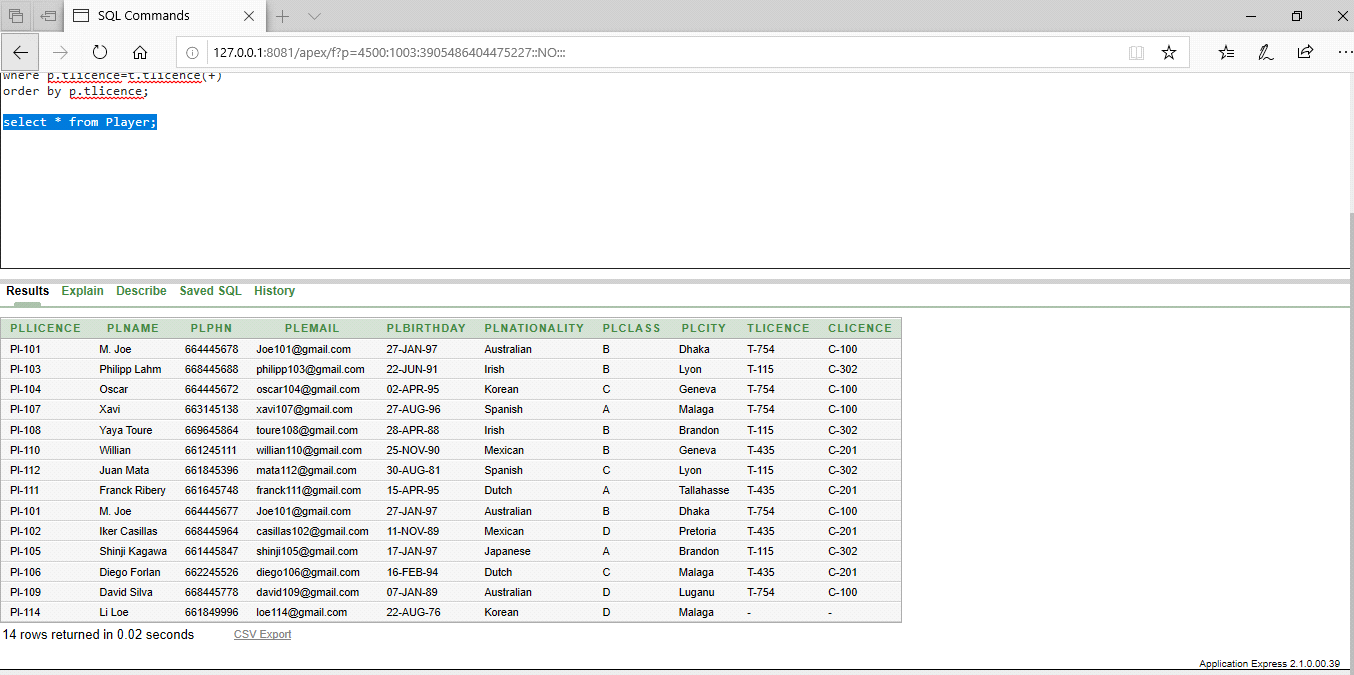 SQL Commands
127.0.0.1:8081/apex/f?p=4500:1003:3905486404475227::NO:::
where p.tlicence=t.tlicence(+)
order by p.tlicence;
select * from Player;
Results Explain Describe Saved SQL History
PLLICENCE PLNAME PLPHN PLEMAIL PLBIRTHDAY PLNATIONALITY PLCLASS PLCITY TLICENCE CLICENCE
Pl-101 M. Joe 664445678 Joe101@gmail.com 27-JAN-97 Australian B Dhaka T-754 C-100
Pl-103 Philipp Lahm 668445688 philipp103@gmail.com 22-JUN-91 Irish B Lyon T-115 C-302
Pl-104 Oscar 664445672 oscar104@gmail.com 02-APR-95 Korean C Geneva T-754 C-100
Pl-107 Xavi 663145138 xavi107@gmail.com 27-AUG-96 Spanish A Malaga T-754 C-100
Pl-108 Yaya Toure 669645864 toure108@gmail.com 28-APR-88 Irish B Brandon T-115 C-302
Pl-110 Willian 661245111 willian110@gmail.com 25-NOV-90 Mexican B Geneva T-435 C-201
Pl-112 Juan Mata 661845396 mata112@gmail.com 30-AUG-81 Spanish C Lyon T-115 C-302
Pl-111 Franck Ribery 661645748 franck111@gmail.com 15-APR-95 Dutch A Tallahasse T-435 C-201
Pl-101 M. Joe 664445677 Joe101@gmail.com 27-JAN-97 Australian B Dhaka T-754 C-100
Pl-102 Iker Casillas 668445964 casillas102@gmail.com 11-NOV-89 Mexican D Pretoria T-435 C-201
Pl-105 Shinji Kagawa 661445847 shinji105@gmail.com 17-JAN-97 Japanese A Brandon T-115 C-302
Pl-106 Diego Forlan 662245526 diego106@gmail.com 16-FEB-94 Dutch C Malaga T-435 C-201
Pl-109 David Silva 668445778 david109@gmail.com 07-JAN-89 Australian D Luganu T-754 C-100
Pl-114 Li Loe 661849996 loe114@gmail.com 22-AUG-76 Korean D Malaga - -
14 rows returned in 0.02 seconds CSV Export
Application Express 2.1.0.00.39